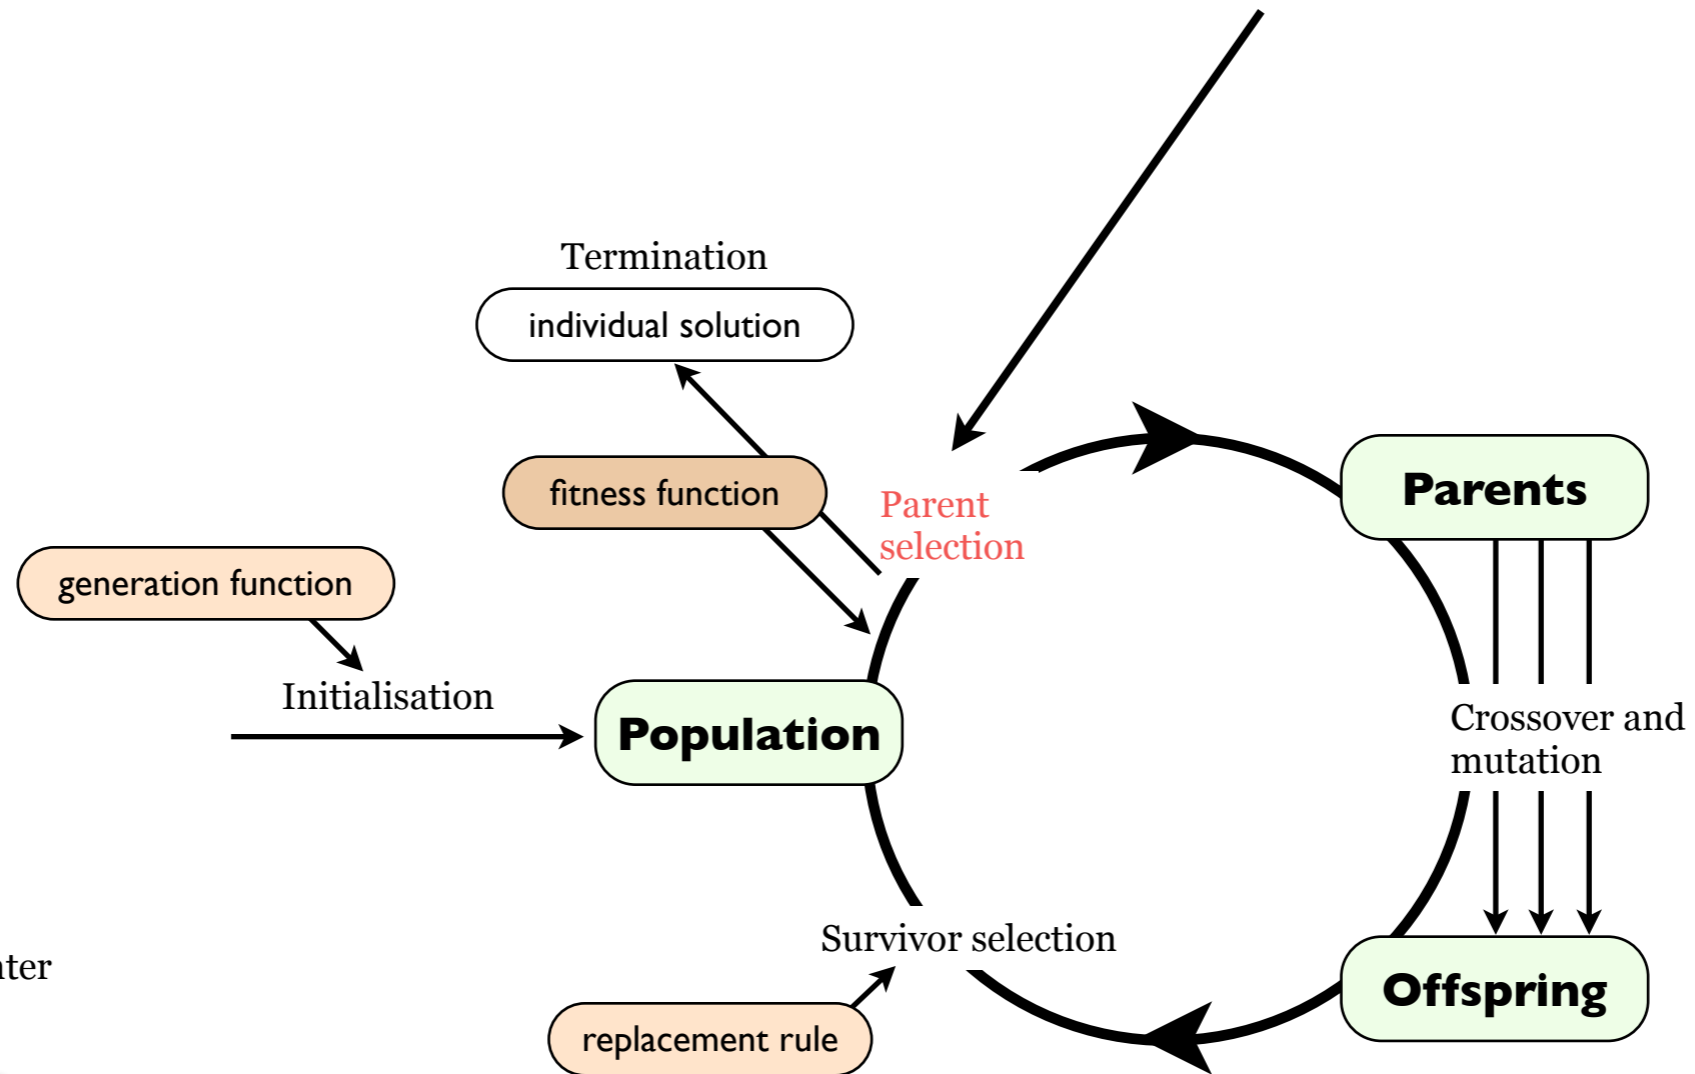 Termination
individual solution
fitness function
Parent
selection
Parents
generation function
Initialisation
Population
Crossover and
mutation
Survivor selection
Offspring
replacement rule